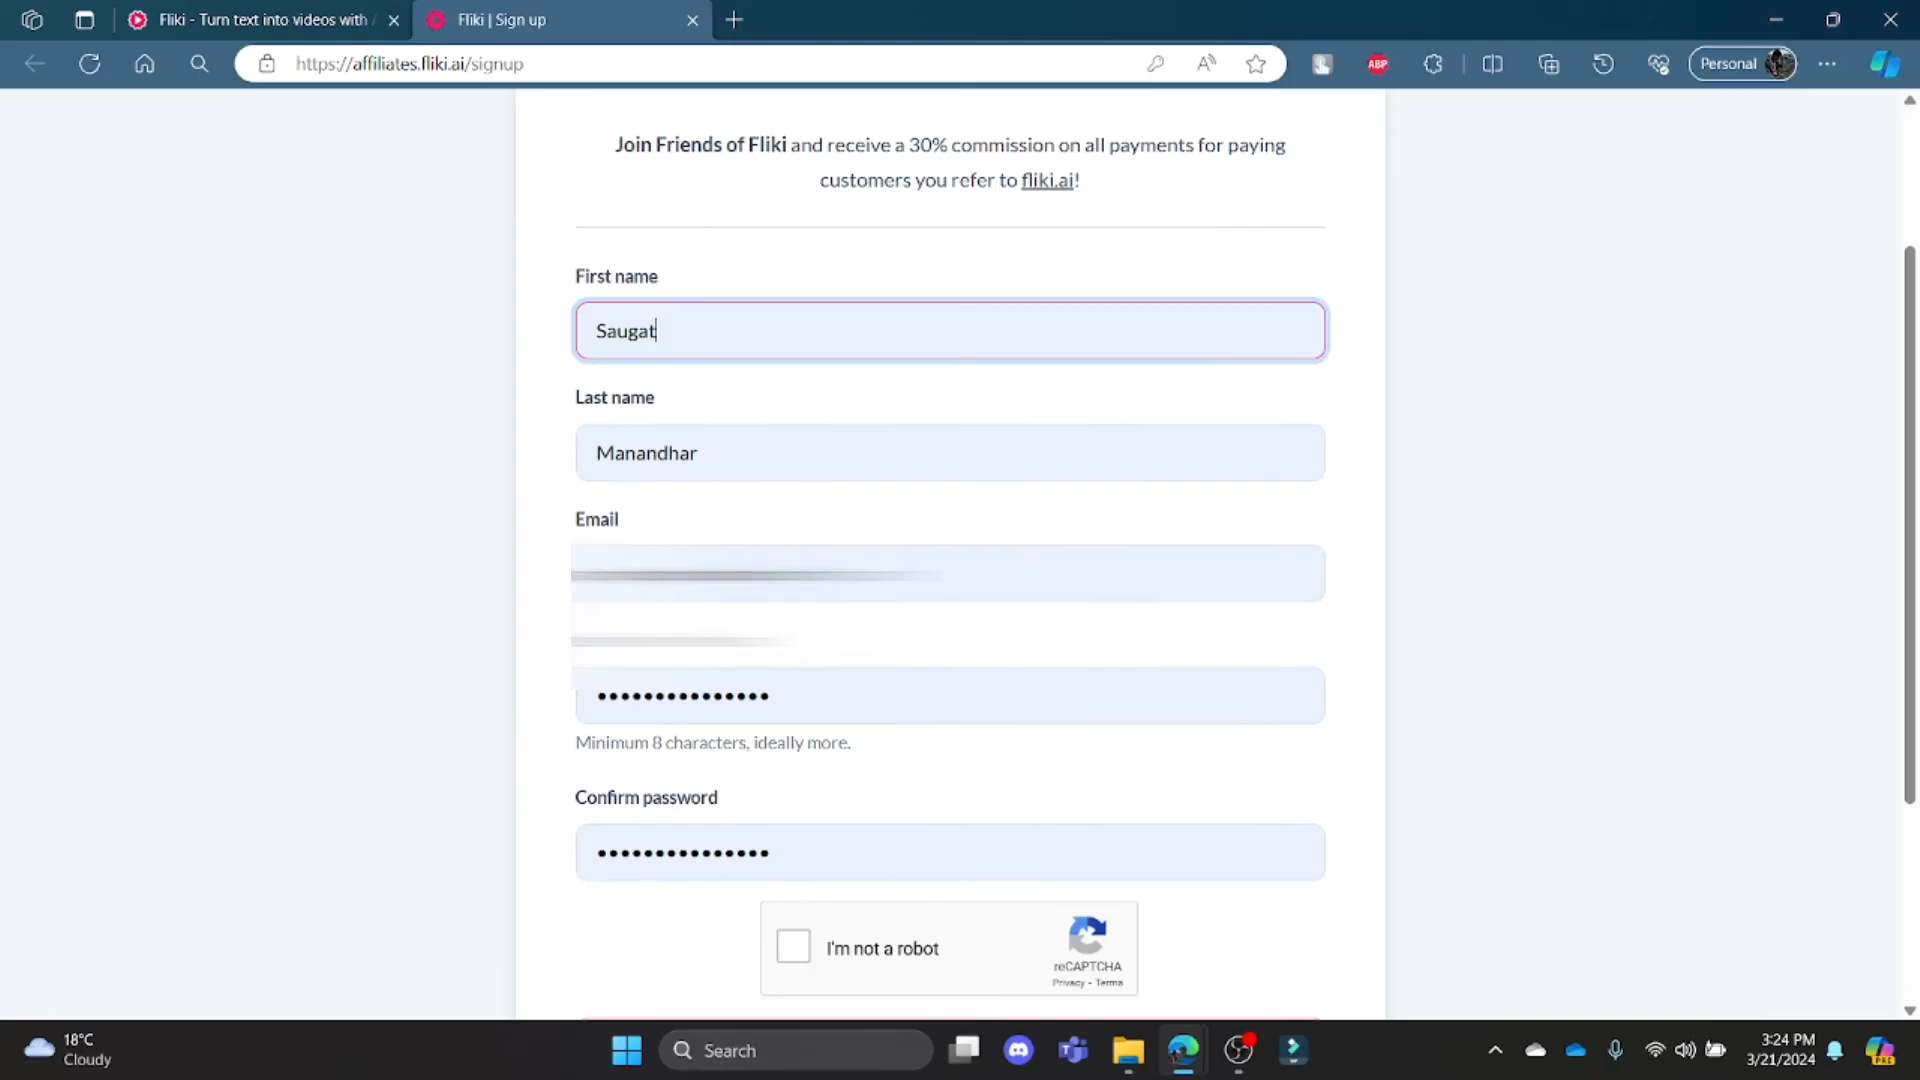 Fliki - Turn text into videos with
Fliki | Sign up
https://affiliates.fliki.ai/signup
ABP
Personal
Join Friends of Fliki and receive a 30% commission on all payments for paying
customers you refer to fliki.ai!
First name
Saugat
Last name
Manandhar
Email
•••••••••••••••
Minimum 8 characters, ideally more.
Confirm password
•••••••••••••••
I'm not a robot
reCAPTCHA
Privacy - Terms
18°C
Cloudy
Search
3:24 PM
3/21/2024
PRE